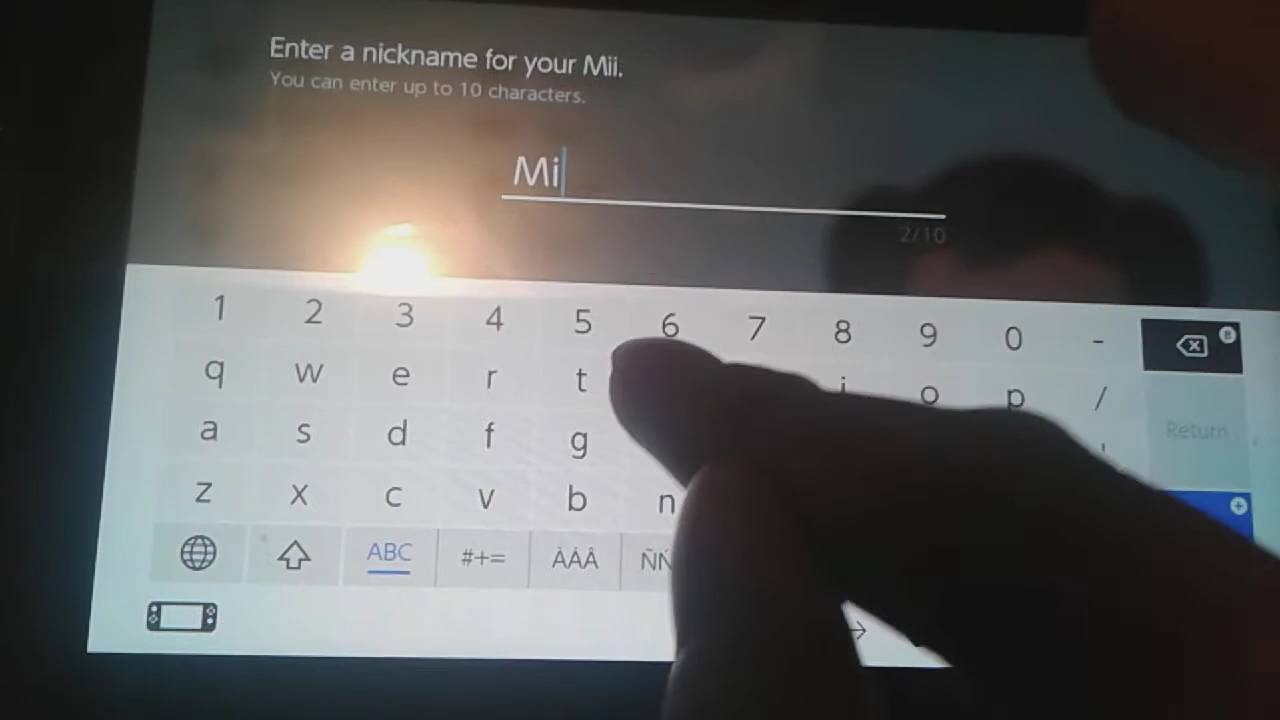 Enter a nickname for your Mii.
You can enter up to 10 characters.
Mi
2/10
1 2 3 4 5 6 7 8 9 0 -
q w e r t i o p /
a s d f g '
Return
z x c v b n
ABC #+= ÀÁÂ ÑŃ